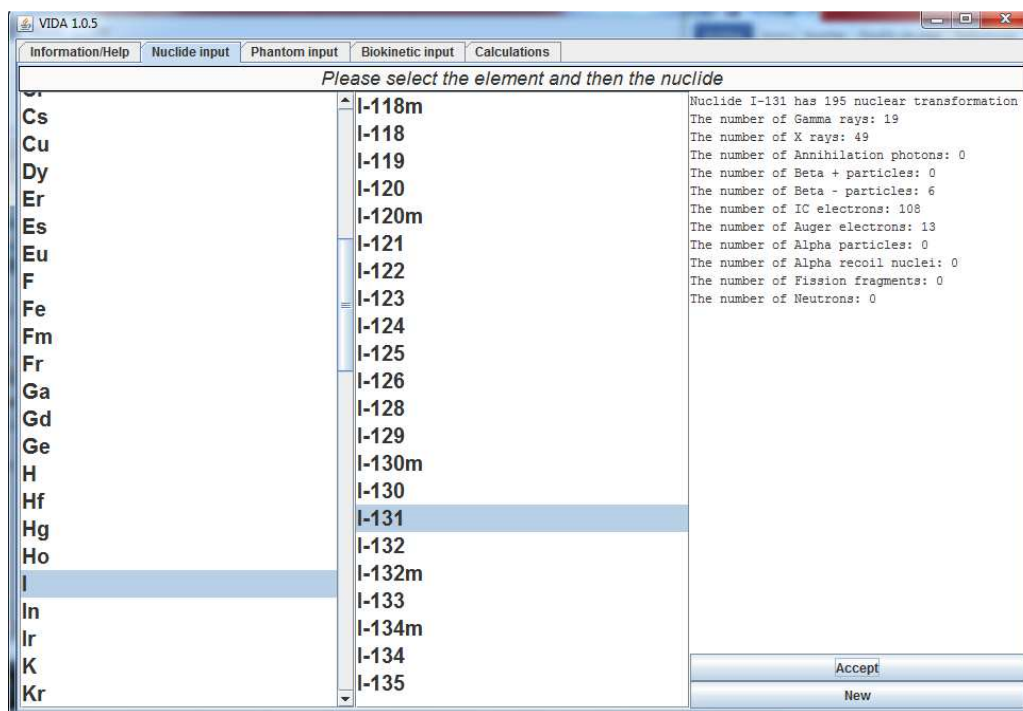 VIDA 1.0.5
Information/Help Nuclide input Phantom input Biokinetic input Calculations
Please select the element and then the nuclide
Cs
Cu
Dy
Er
Es
Eu
F
Fe
Fm
Fr
Ga
Gd
Ge
H
Hf
Hg
Ho
I
In
Ir
K
Kr
I-118m
I-118
I-119
I-120
I-120m
I-121
I-122
I-123
I-124
I-125
I-126
I-128
I-129
I-130m
I-130
I-131
I-132
I-132m
I-133
I-134m
I-134
I-135
Nuclide I-131 has 195 nuclear transformation
The number of Gamma rays: 19
The number of X rays: 49
The number of Annihilation photons: 0
The number of Beta + particles: 0
The number of Beta - particles: 6
The number of IC electrons: 108
The number of Auger electrons: 13
The number of Alpha particles: 0
The number of Alpha recoil nuclei: 0
The number of Fission fragments: 0
The number of Neutrons: 0
Accept
New